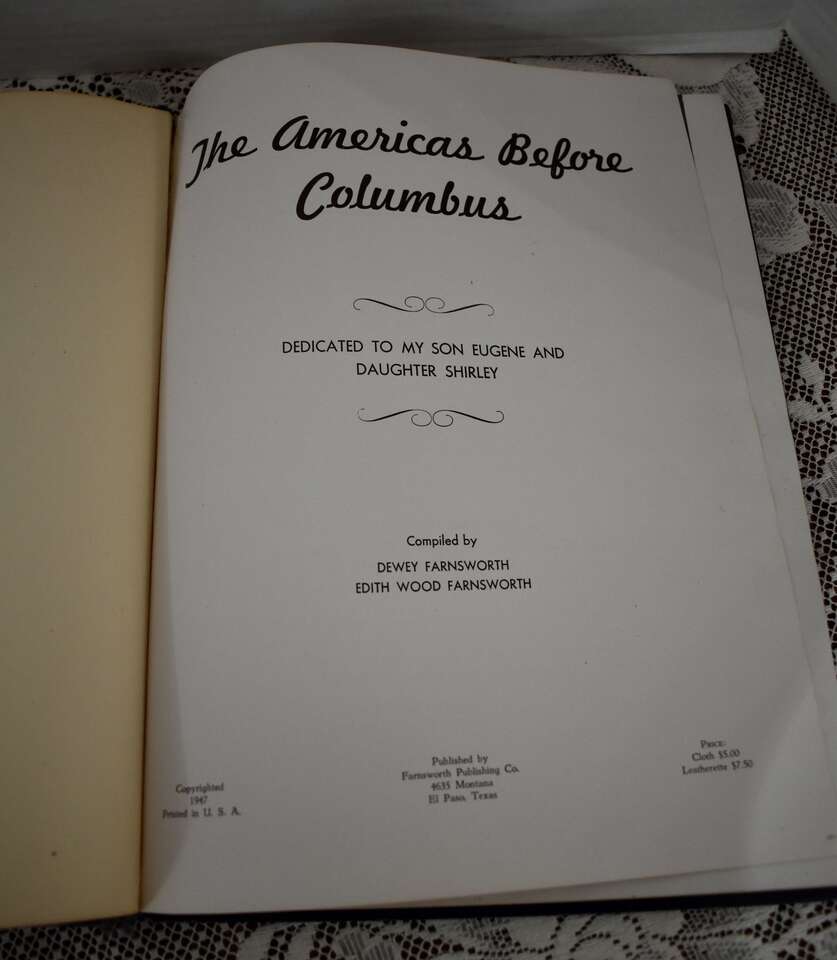 The Americas Before
Columbus
DEDICATED TO MY SON EUGENE AND
DAUGHTER SHIRLEY
Compiled by
DEWEY FARNSWORTH
EDITH WOOD FARNSWORTH
Copyrighted
1947
Printed in U. S. A.
Published by
Farnsworth Publishing Co.
4635 Montana
El Paso, Texas
PRICE:
Cloth $5.00
Leatherette $7.50